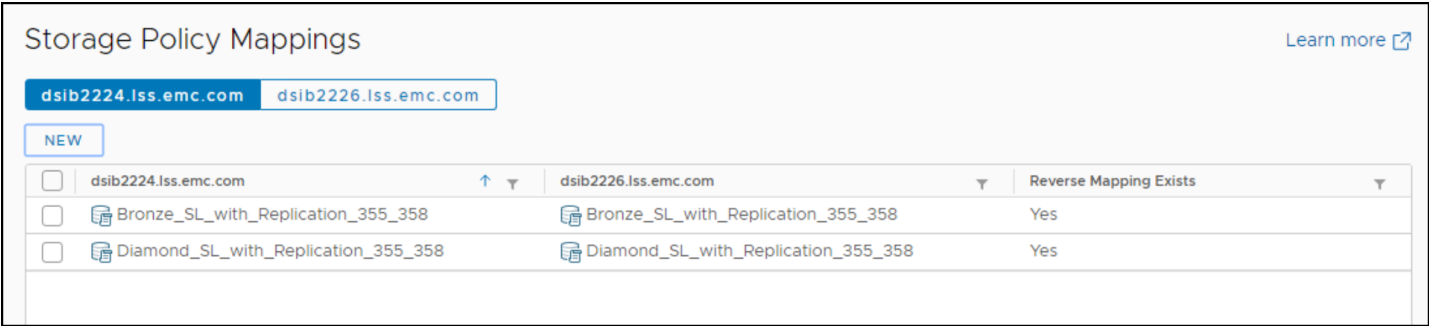 Storage Policy Mappings
Learn more
dsib2224.lss.emc.com dsib2226.lss.emc.com
NEW
dsib2224.lss.emc.com dsib2226.lss.emc.com Reverse Mapping Exists
Bronze_SL_with_Replication_355_358 Bronze_SL_with_Replication_355_358 Yes
Diamond_SL_with_Replication_355_358 Diamond_SL_with_Replication_355_358 Yes